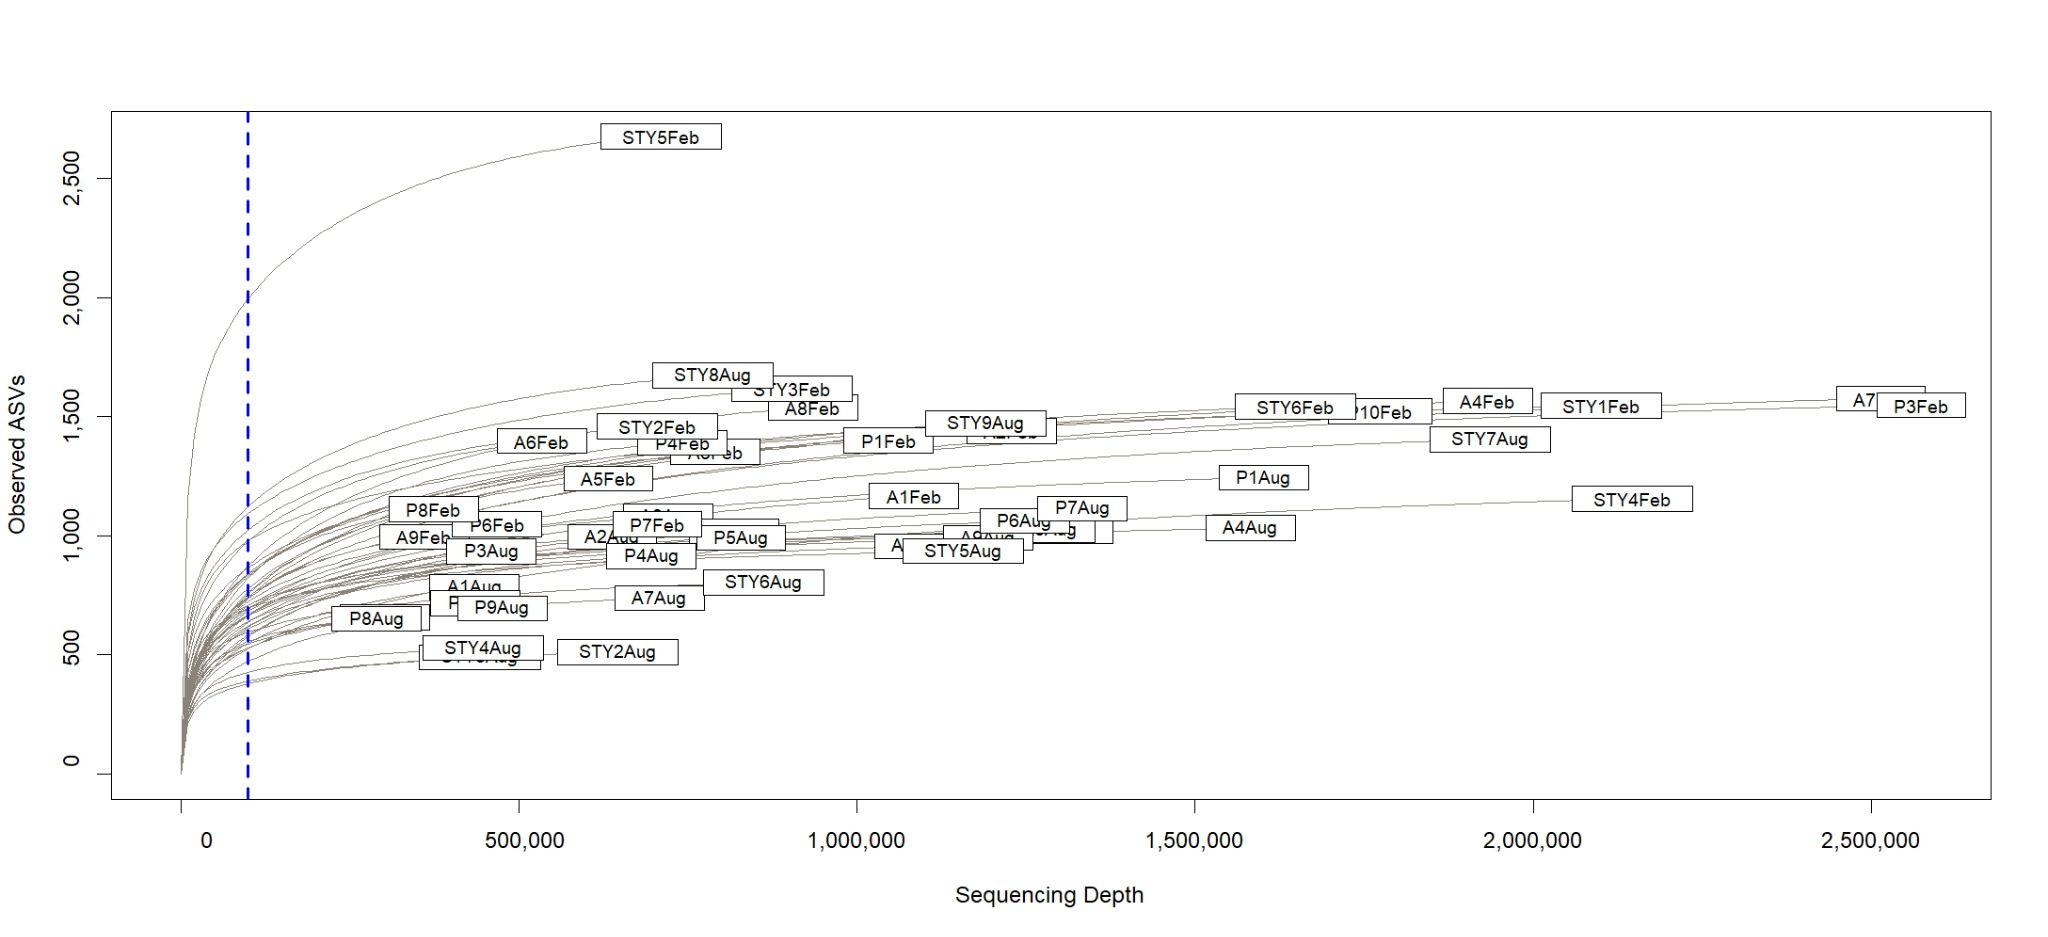 STY5Feb
STY8Aug
STY3Feb
A8Feb
STY2Feb
P4Feb
A6Feb
P1Feb
STY9Aug
STY6Feb
P10Feb
A4Feb
STY1Feb
A7
P3Feb
STY7Aug
A5Feb
A1Feb
P1Aug
STY4Feb
P8Feb
P6Feb
P7Feb
P7Aug
P6Aug
A4Aug
A9Feb
A2Aug
P5Aug
A9Aug
P3Aug
P4Aug
STY5Aug
A1Aug
STY6Aug
A7Aug
P9Aug
P8Aug
STY4Aug
STY2Aug
Observed ASVs
2,500
2,000
1,500
1,000
500
0
0
500,000
1,000,000
1,500,000
2,000,000
2,500,000
Sequencing Depth